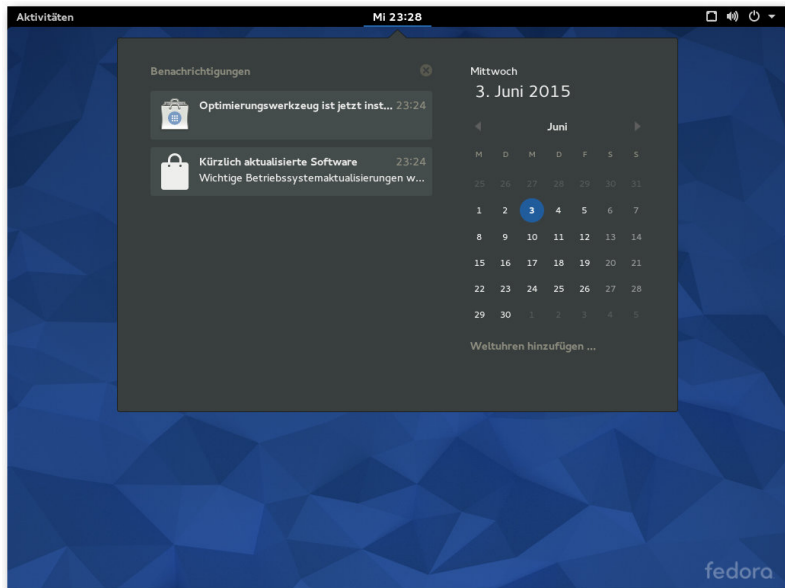 Aktivitäten
Mi 23:28
Benachrichtigungen
Optimierungswerkzeug ist jetzt inst... 23:24
Kürzlich aktualisierte Software 23:24
Wichtige Betriebssystemaktualisierungen w...
Mittwoch
3. Juni 2015
Juni
M D M D F S S
25 26 27 28 29 30 31
1 2 3 4 5 6 7
8 9 10 11 12 13 14
15 16 17 18 19 20 21
22 23 24 25 26 27 28
29 30 1 2 3 4 5
Weltuhren hinzufügen ...
fedora